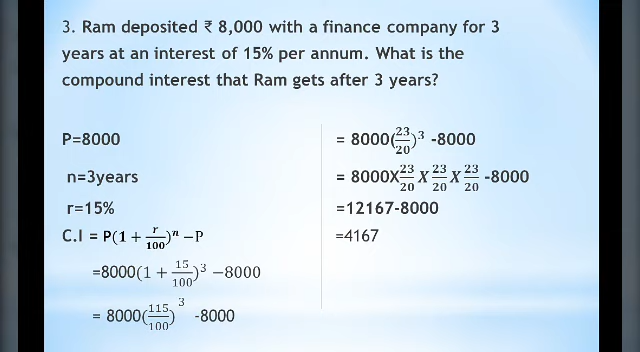 3. Ram deposited ₹ 8,000 with a finance company for 3
years at an interest of 15% per annum. What is the
compound interest that Ram gets after 3 years?
P=8000
n=3years
r=15%
C.I = P(1 + r/100)ⁿ −P
=8000(1 + 15/100)³ −8000
= 8000(115/100)³ -8000
= 8000(23/20)³ -8000
= 8000X23/20 X 23/20 X 23/20 -8000
=12167-8000
=4167